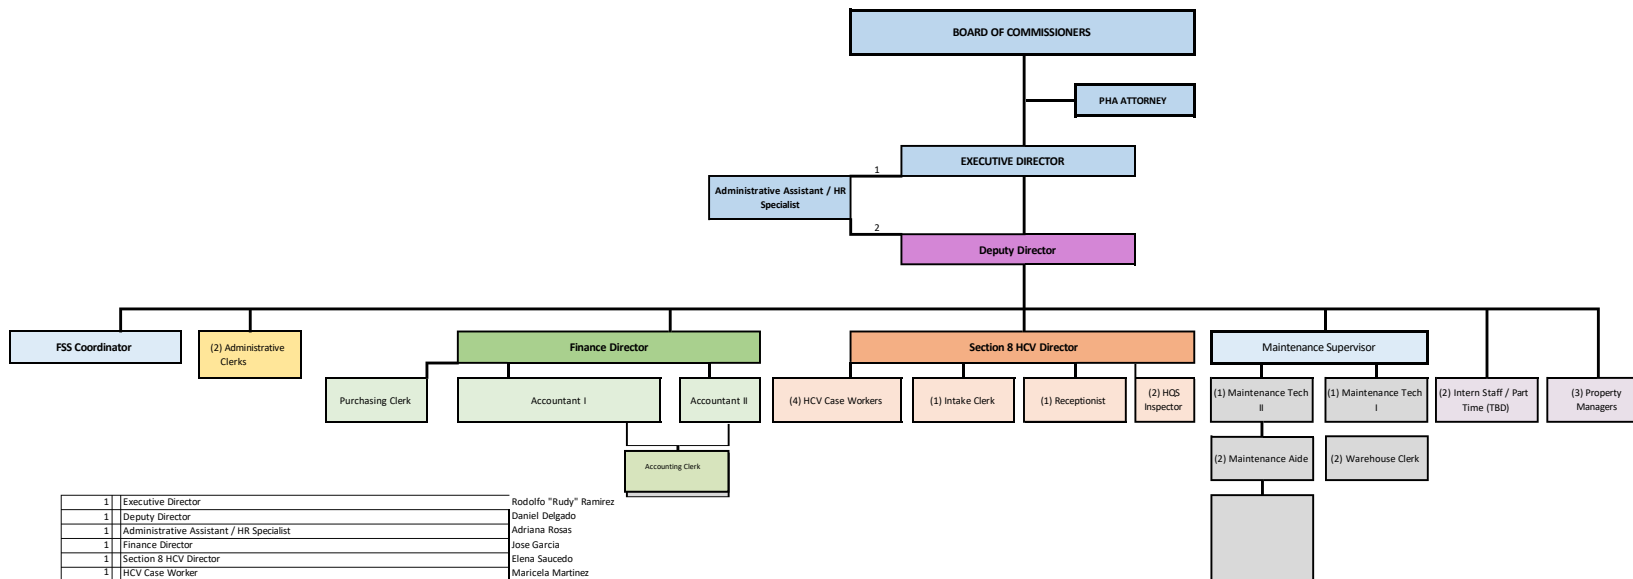 BOARD OF COMMISSIONERS
PHA ATTORNEY
EXECUTIVE DIRECTOR
1
Administrative Assistant / HR
Specialist
2
Deputy Director
FSS Coordinator
(2) Administrative
Clerks
Finance Director
Section 8 HCV Director
Maintenance Supervisor
Purchasing Clerk
Accountant I
Accountant II
(4) HCV Case Workers
(1) Intake Clerk
(1) Receptionist
(2) HQS
Inspector
(1) Maintenance Tech
II
(1) Maintenance Tech
I
(2) Intern Staff / Part
Time (TBD)
(3) Property
Managers
Accounting Clerk
(2) Maintenance Aide
(2) Warehouse Clerk
1 Executive Director Rodolfo "Rudy" Ramirez
1 Deputy Director Daniel Delgado
1 Administrative Assistant / HR Specialist Adriana Rosas
1 Finance Director Jose Garcia
1 Section 8 HCV Director Elena Saucedo
1 HCV Case Worker Maricela Martinez